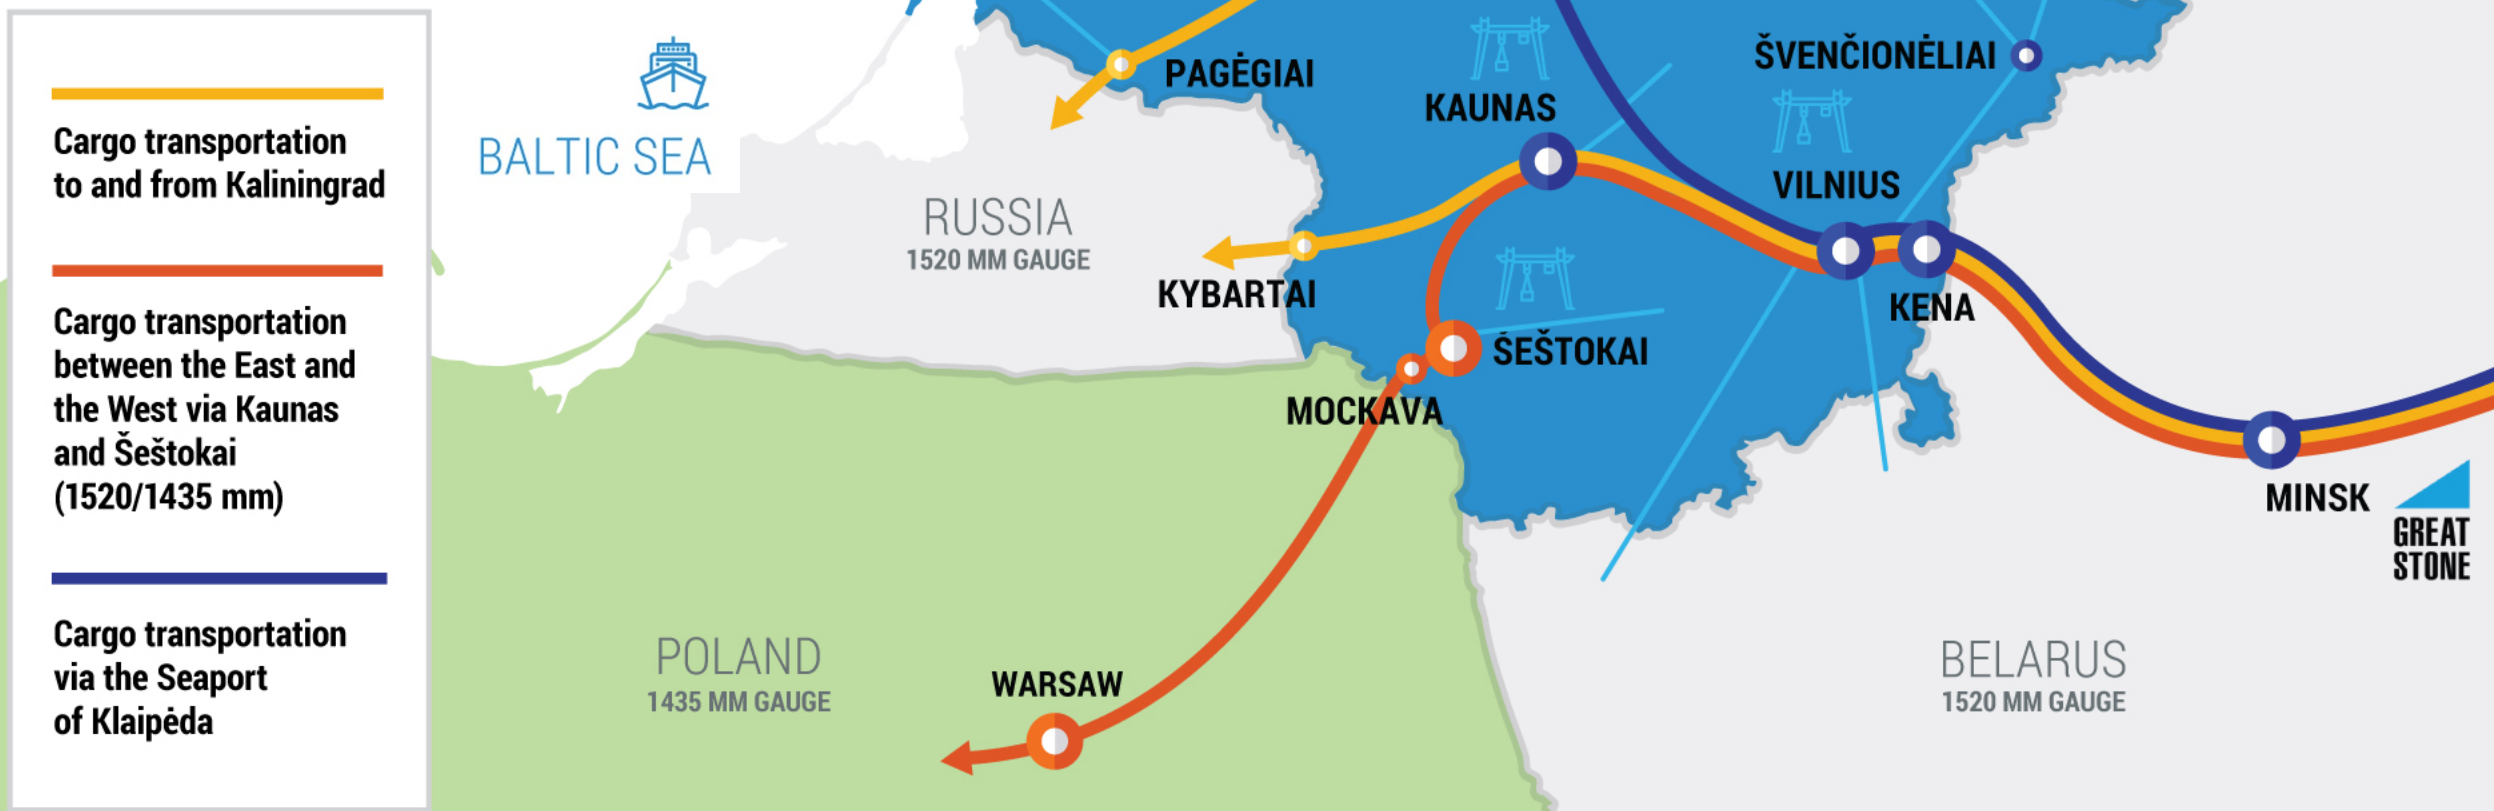 Cargo transportation
to and from Kaliningrad
Cargo transportation
between the East and
the West via Kaunas
and Šeštokai
(1520/1435 mm)
Cargo transportation
via the Seaport
of Klaipėda
BALTIC SEA
PAGĖGIAI
KAUNAS
ŠVENČIONĖLIAI
VILNIUS
RUSSIA
1520 MM GAUGE
KYBARTAI
KENA
ŠEŠTOKAI
MOCKAVA
MINSK
GREAT
STONE
POLAND
1435 MM GAUGE
WARSAW
BELARUS
1520 MM GAUGE